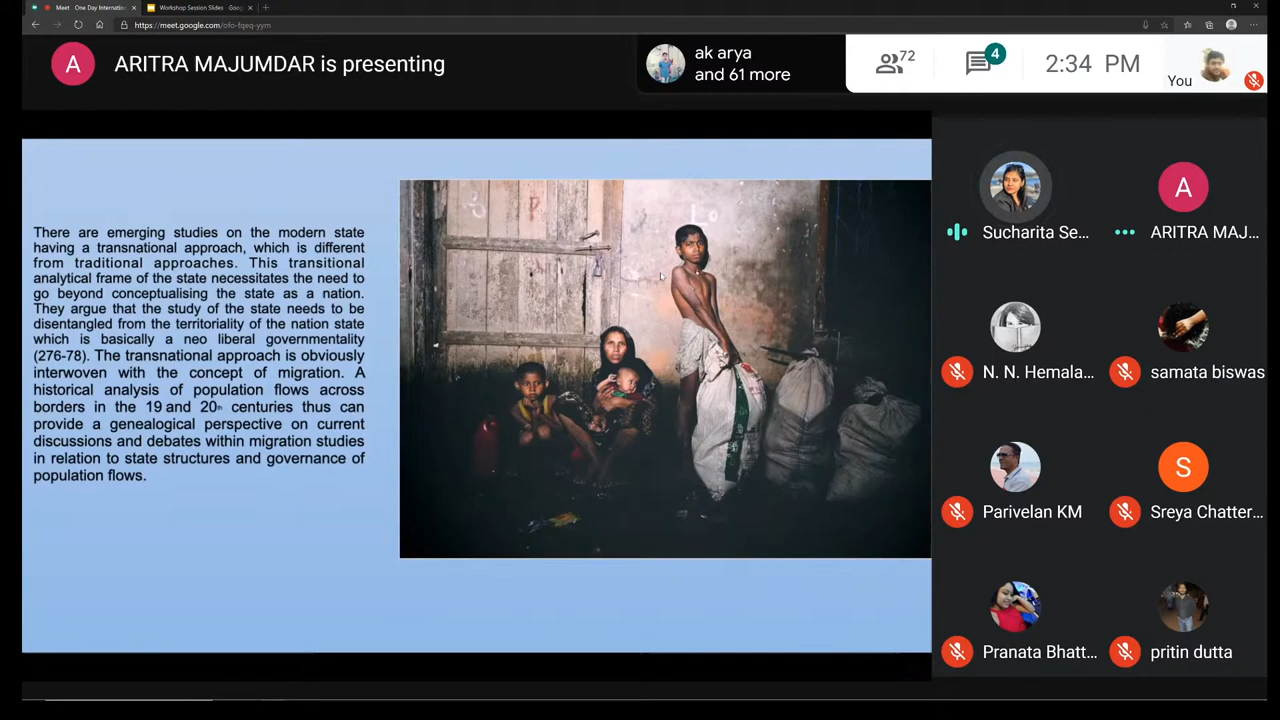 Meet - One Day Internatio
Workshop Session Slides - Goog
https://meet.google.com/ofo-fqeq-yym
A
ARITRA MAJUMDAR is presenting
ak arya
and 61 more
72
4
2:34 PM
You
There are emerging studies on the modern state
having a transnational approach, which is different
from traditional approaches. This transitional
analytical frame of the state necessitates the need to
go beyond conceptualising the state as a nation.
They argue that the study of the state needs to be
disentangled from the territoriality of the nation state
which is basically a neo liberal governmentality
(276-78). The transnational approach is obviously
interwoven with the concept of migration. A
historical analysis of population flows across
borders in the 19 and 20th centuries thus can
provide a genealogical perspective on current
discussions and debates within migration studies
in relation to state structures and governance of
population flows.
Sucharita Se...
A
ARITRA MAJ...
N. N. Hemala...
samata biswas
Parivelan KM
S
Sreya Chatter...
Pranata Bhatt...
pritin dutta